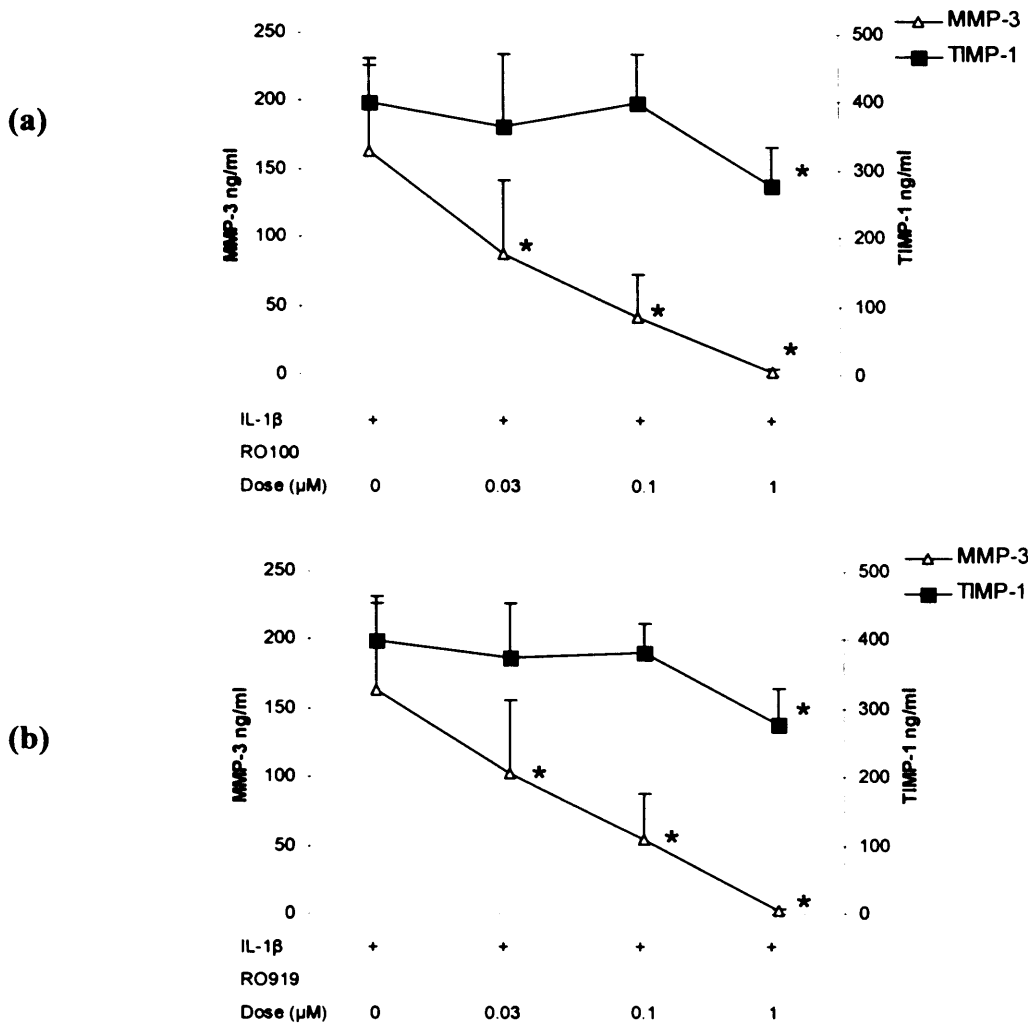 MMP-3
TIMP-1
(a)
MMP-3 ng/ml
250
200
150
100
50
0
TIMP-1 ng/ml
500
400
300
200
100
0
*
*
*
*
IL-1β + + + +
RO100
Dose (µM) 0 0.03 0.1 1
MMP-3
TIMP-1
(b)
MMP-3 ng/ml
250
200
150
100
50
0
TIMP-1 ng/ml
500
400
300
200
100
0
*
*
*
*
IL-1β + + + +
RO919
Dose (µM) 0 0.03 0.1 1